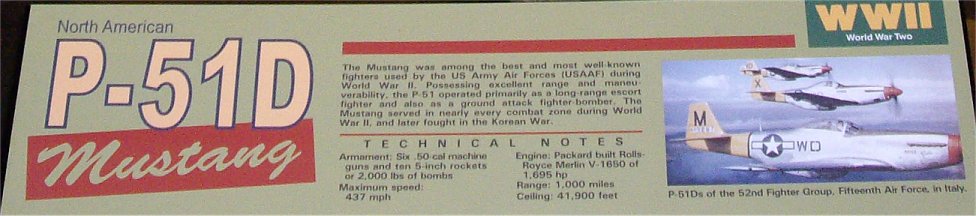 North American
P-51D
Mustang
WWII
World War Two
The Mustang was among the best and most well-known
fighters used by the US Army Air Forces (USAAF) during
World War II. Possessing excellent range and maneu-
verability, the P-51 operated primarily as a long-range escort
fighter and also as a ground attack fighter-bomber. The
Mustang served in nearly every combat zone during World
War II, and later fought in the Korean War.
TECHNICAL NOTES
Armament: Six .50-cal machine
guns and ten 5-inch rockets
or 2,000 lbs of bombs
Maximum speed:
437 mph
Engine: Packard built Rolls-
Royce Merlin V-1650 of
1,695 hp
Range: 1,000 miles
Ceiling: 41,900 feet
M
WD
X
P-51Ds of the 52nd Fighter Group, Fifteenth Air Force, in Italy.